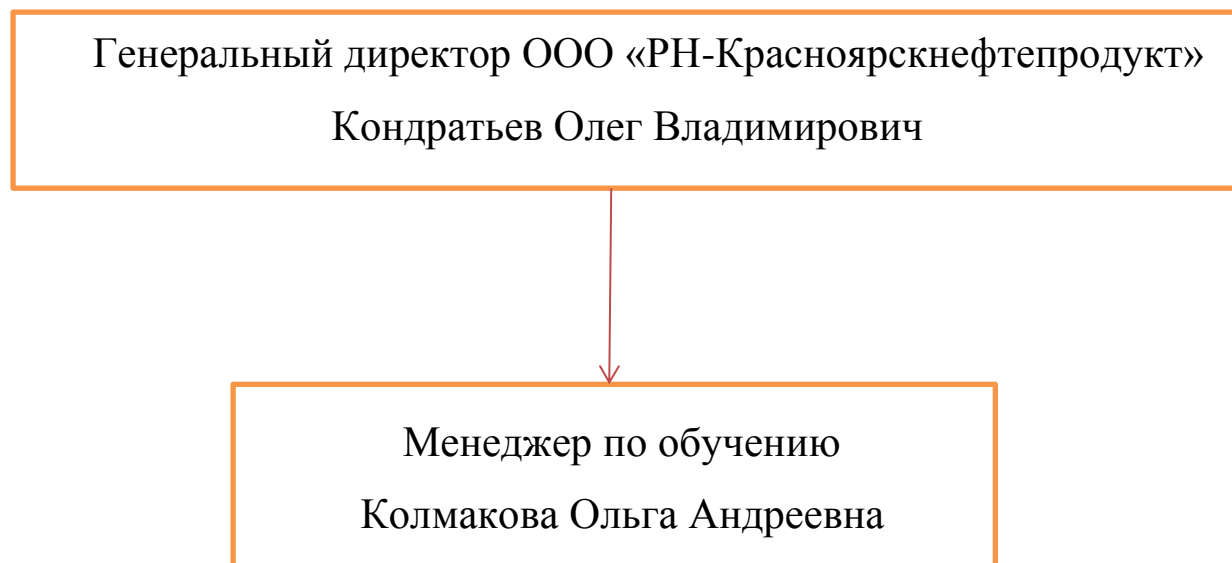 Генеральный директор ООО «РН-Красноярскнефтепродукт»
Кондратьев Олег Владимирович
Менеджер по обучению
Колмакова Ольга Андреевна